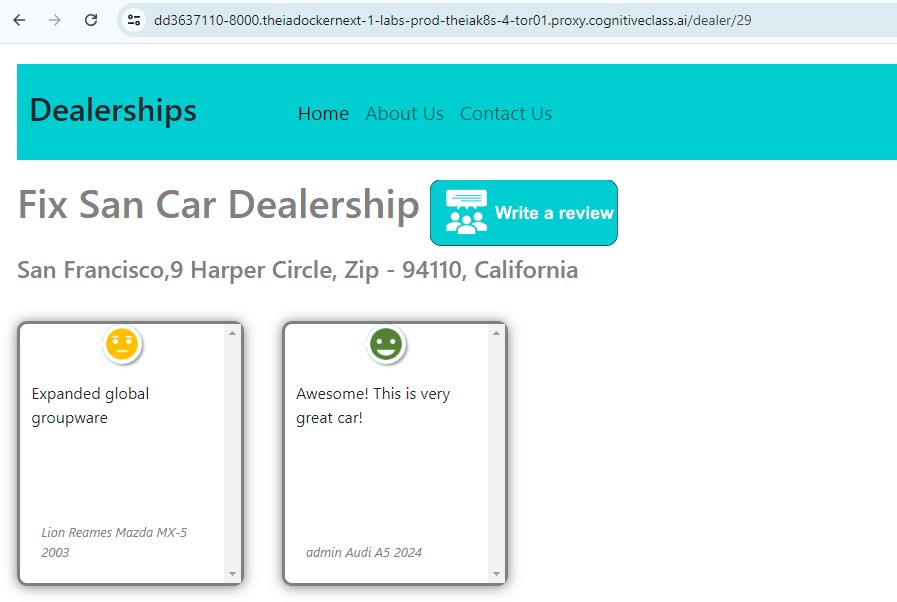 dd3637110-8000.theiadockernext-1-labs-prod-theiak8s-4-tor01.proxy.cognitiveclass.ai/dealer/29
Dealerships Home About Us Contact Us
Fix San Car Dealership Write a review
San Francisco,9 Harper Circle, Zip - 94110, California
Expanded global
groupware
Lion Reames Mazda MX-5
2003
Awesome! This is very
great car!
admin Audi A5 2024